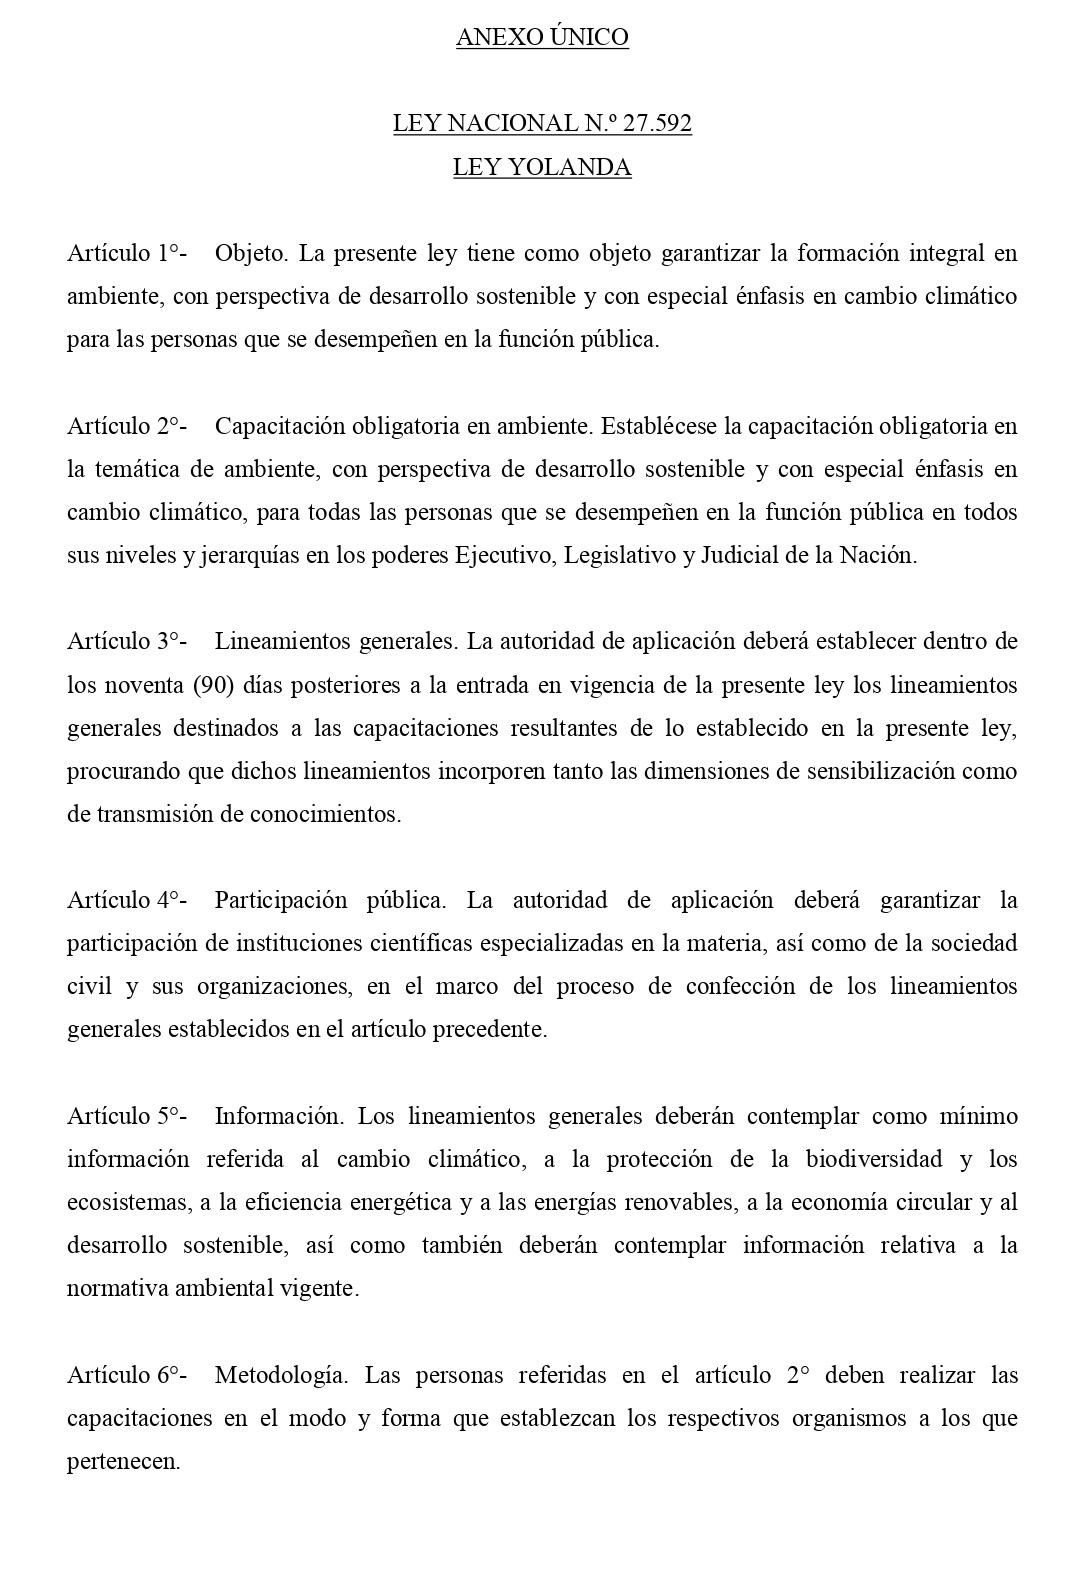 ANEXO ÚNICO
LEY NACIONAL N.º 27.592
LEY YOLANDA
Artículo 1°- Objeto. La presente ley tiene como objeto garantizar la formación integral en
ambiente, con perspectiva de desarrollo sostenible y con especial énfasis en cambio climático
para las personas que se desempeñen en la función pública.
Artículo 2°- Capacitación obligatoria en ambiente. Establécese la capacitación obligatoria en
la temática de ambiente, con perspectiva de desarrollo sostenible y con especial énfasis en
cambio climático, para todas las personas que se desempeñen en la función pública en todos
sus niveles y jerarquías en los poderes Ejecutivo, Legislativo y Judicial de la Nación.
Artículo 3°- Lineamientos generales. La autoridad de aplicación deberá establecer dentro de
los noventa (90) días posteriores a la entrada en vigencia de la presente ley los lineamientos
generales destinados a las capacitaciones resultantes de lo establecido en la presente ley,
procurando que dichos lineamientos incorporen tanto las dimensiones de sensibilización como
de transmisión de conocimientos.
Artículo 4°- Participación pública. La autoridad de aplicación deberá garantizar la
participación de instituciones científicas especializadas en la materia, así como de la sociedad
civil y sus organizaciones, en el marco del proceso de confección de los lineamientos
generales establecidos en el artículo precedente.
Artículo 5°- Información. Los lineamientos generales deberán contemplar como mínimo
información referida al cambio climático, a la protección de la biodiversidad y los
ecosistemas, a la eficiencia energética y a las energías renovables, a la economía circular y al
desarrollo sostenible, así como también deberán contemplar información relativa a la
normativa ambiental vigente.
Artículo 6°- Metodología. Las personas referidas en el artículo 2° deben realizar las
capacitaciones en el modo y forma que establezcan los respectivos organismos a los que
pertenecen.